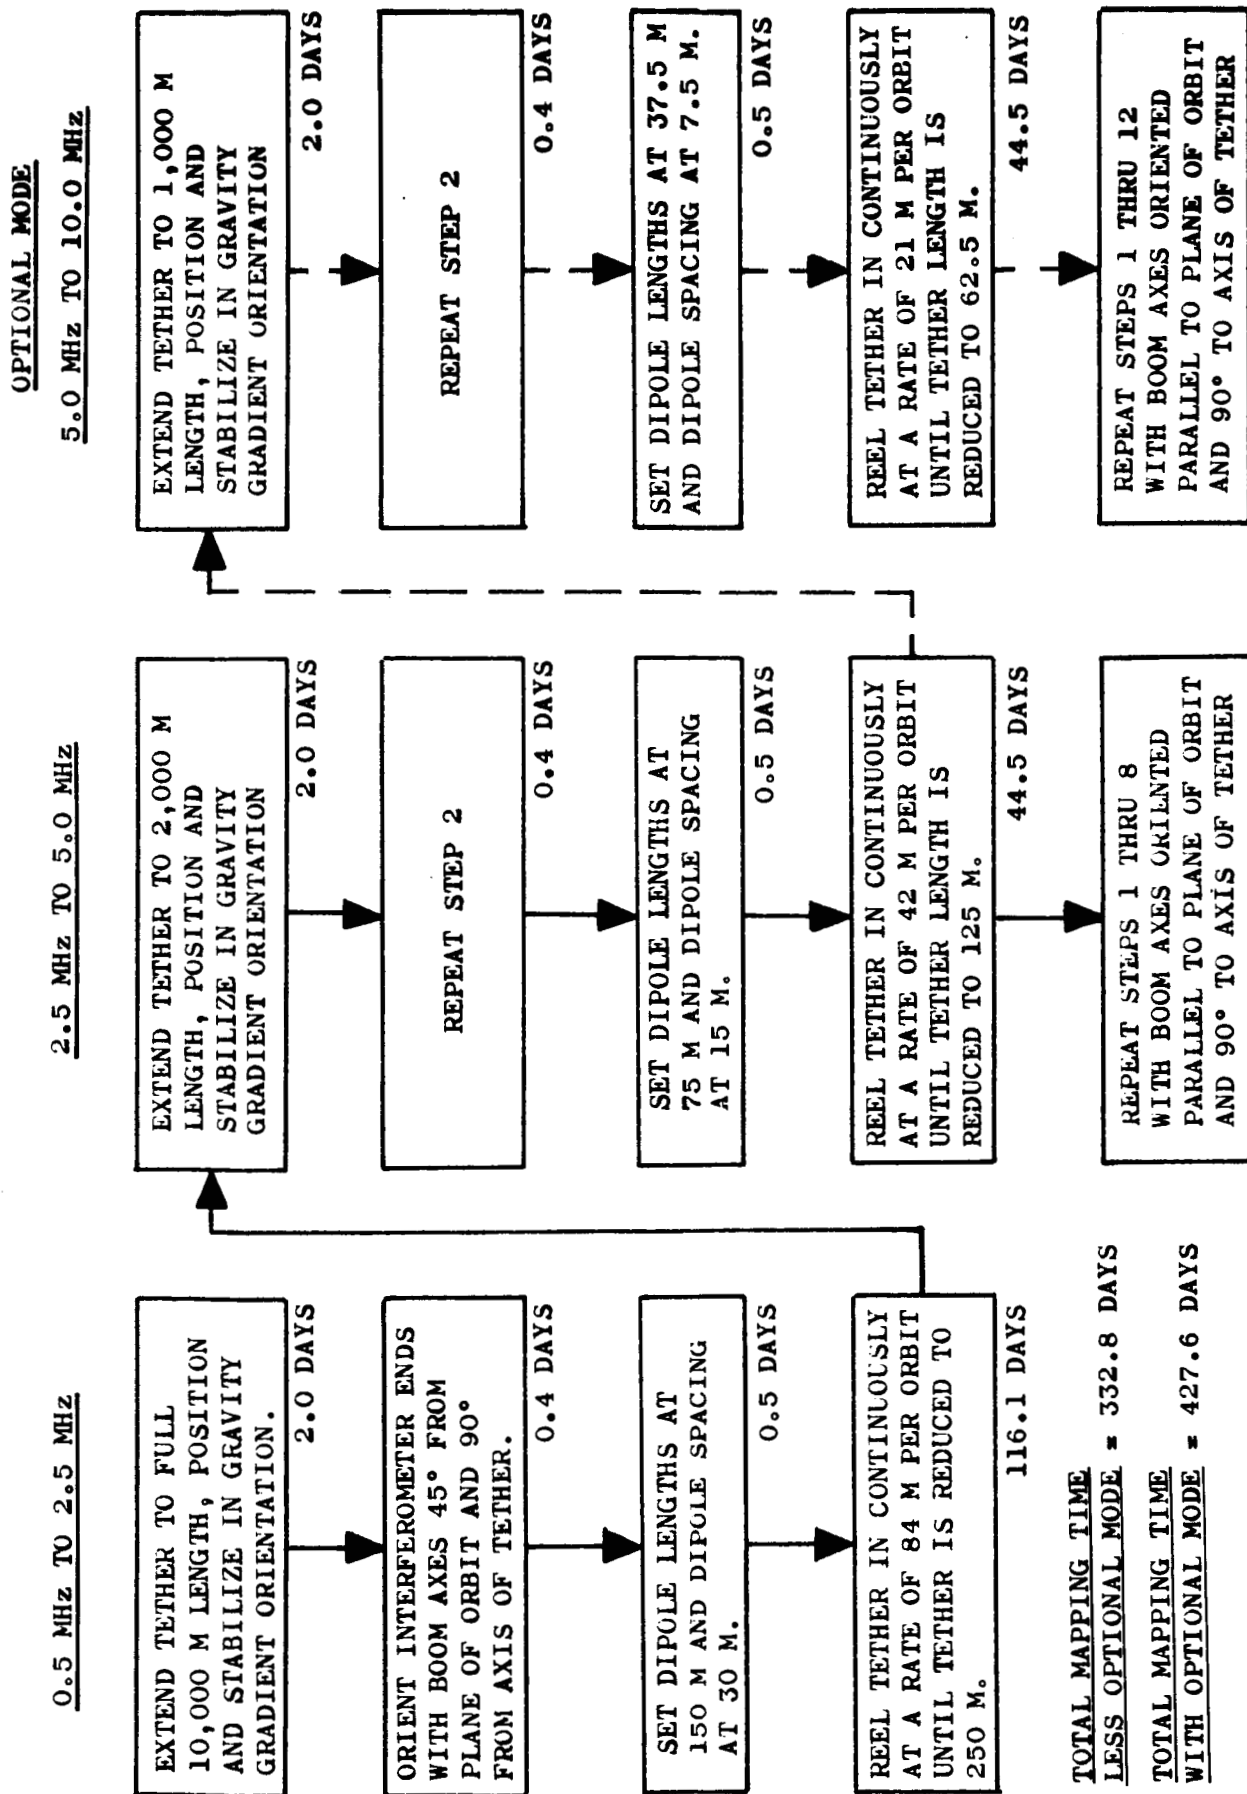 0.5 MHz TO 2.5 MHz
EXTEND TETHER TO FULL
10,000 M LENGTH, POSITION
AND STABILIZE IN GRAVITY
GRADIENT ORIENTATION.
2.0 DAYS
ORIENT INTERFEROMETER ENDS
WITH BOOM AXES 45° FROM
PLANE OF ORBIT AND 90°
FROM AXIS OF TETHER.
0.4 DAYS
SET DIPOLE LENGTHS AT
150 M AND DIPOLE SPACING
AT 30 M.
0.5 DAYS
REEL TETHER IN CONTINUOUSLY
AT A RATE OF 84 M PER ORBIT
UNTIL TETHER IS REDUCED TO
250 M.
116.1 DAYS
2.5 MHz TO 5.0 MHz
EXTEND TETHER TO 2,000 M
LENGTH, POSITION AND
STABILIZE IN GRAVITY
GRADIENT ORIENTATION
2.0 DAYS
REPEAT STEP 2
0.4 DAYS
SET DIPOLE LENGTHS AT
75 M AND DIPOLE SPACING
AT 15 M.
0.5 DAYS
REEL TETHER IN CONTINUOUSLY
AT A RATE OF 42 M PER ORBIT
UNTIL TETHER LENGTH IS
REDUCED TO 125 M.
44.5 DAYS
REPEAT STEPS 1 THRU 8
WITH BOOM AXES ORIENTED
PARALLEL TO PLANE OF ORBIT
AND 90° TO AXIS OF TETHER
OPTIONAL MODE
5.0 MHz TO 10.0 MHz
EXTEND TETHER TO 1,000 M
LENGTH, POSITION AND
STABILIZE IN GRAVITY
GRADIENT ORIENTATION
2.0 DAYS
REPEAT STEP 2
0.4 DAYS
SET DIPOLE LENGTHS AT 37.5 M
AND DIPOLE SPACING AT 7.5 M.
0.5 DAYS
REEL TETHER IN CONTINUOUSLY
AT A RATE OF 21 M PER ORBIT
UNTIL TETHER LENGTH IS
REDUCED TO 62.5 M.
44.5 DAYS
REPEAT STEPS 1 THRU 12
WITH BOOM AXES ORIENTED
PARALLEL TO PLANE OF ORBIT
AND 90° TO AXIS OF TETHER
TOTAL MAPPING TIME
LESS OPTIONAL MODE = 332.8 DAYS
TOTAL MAPPING TIME
WITH OPTIONAL MODE = 427.6 DAYS